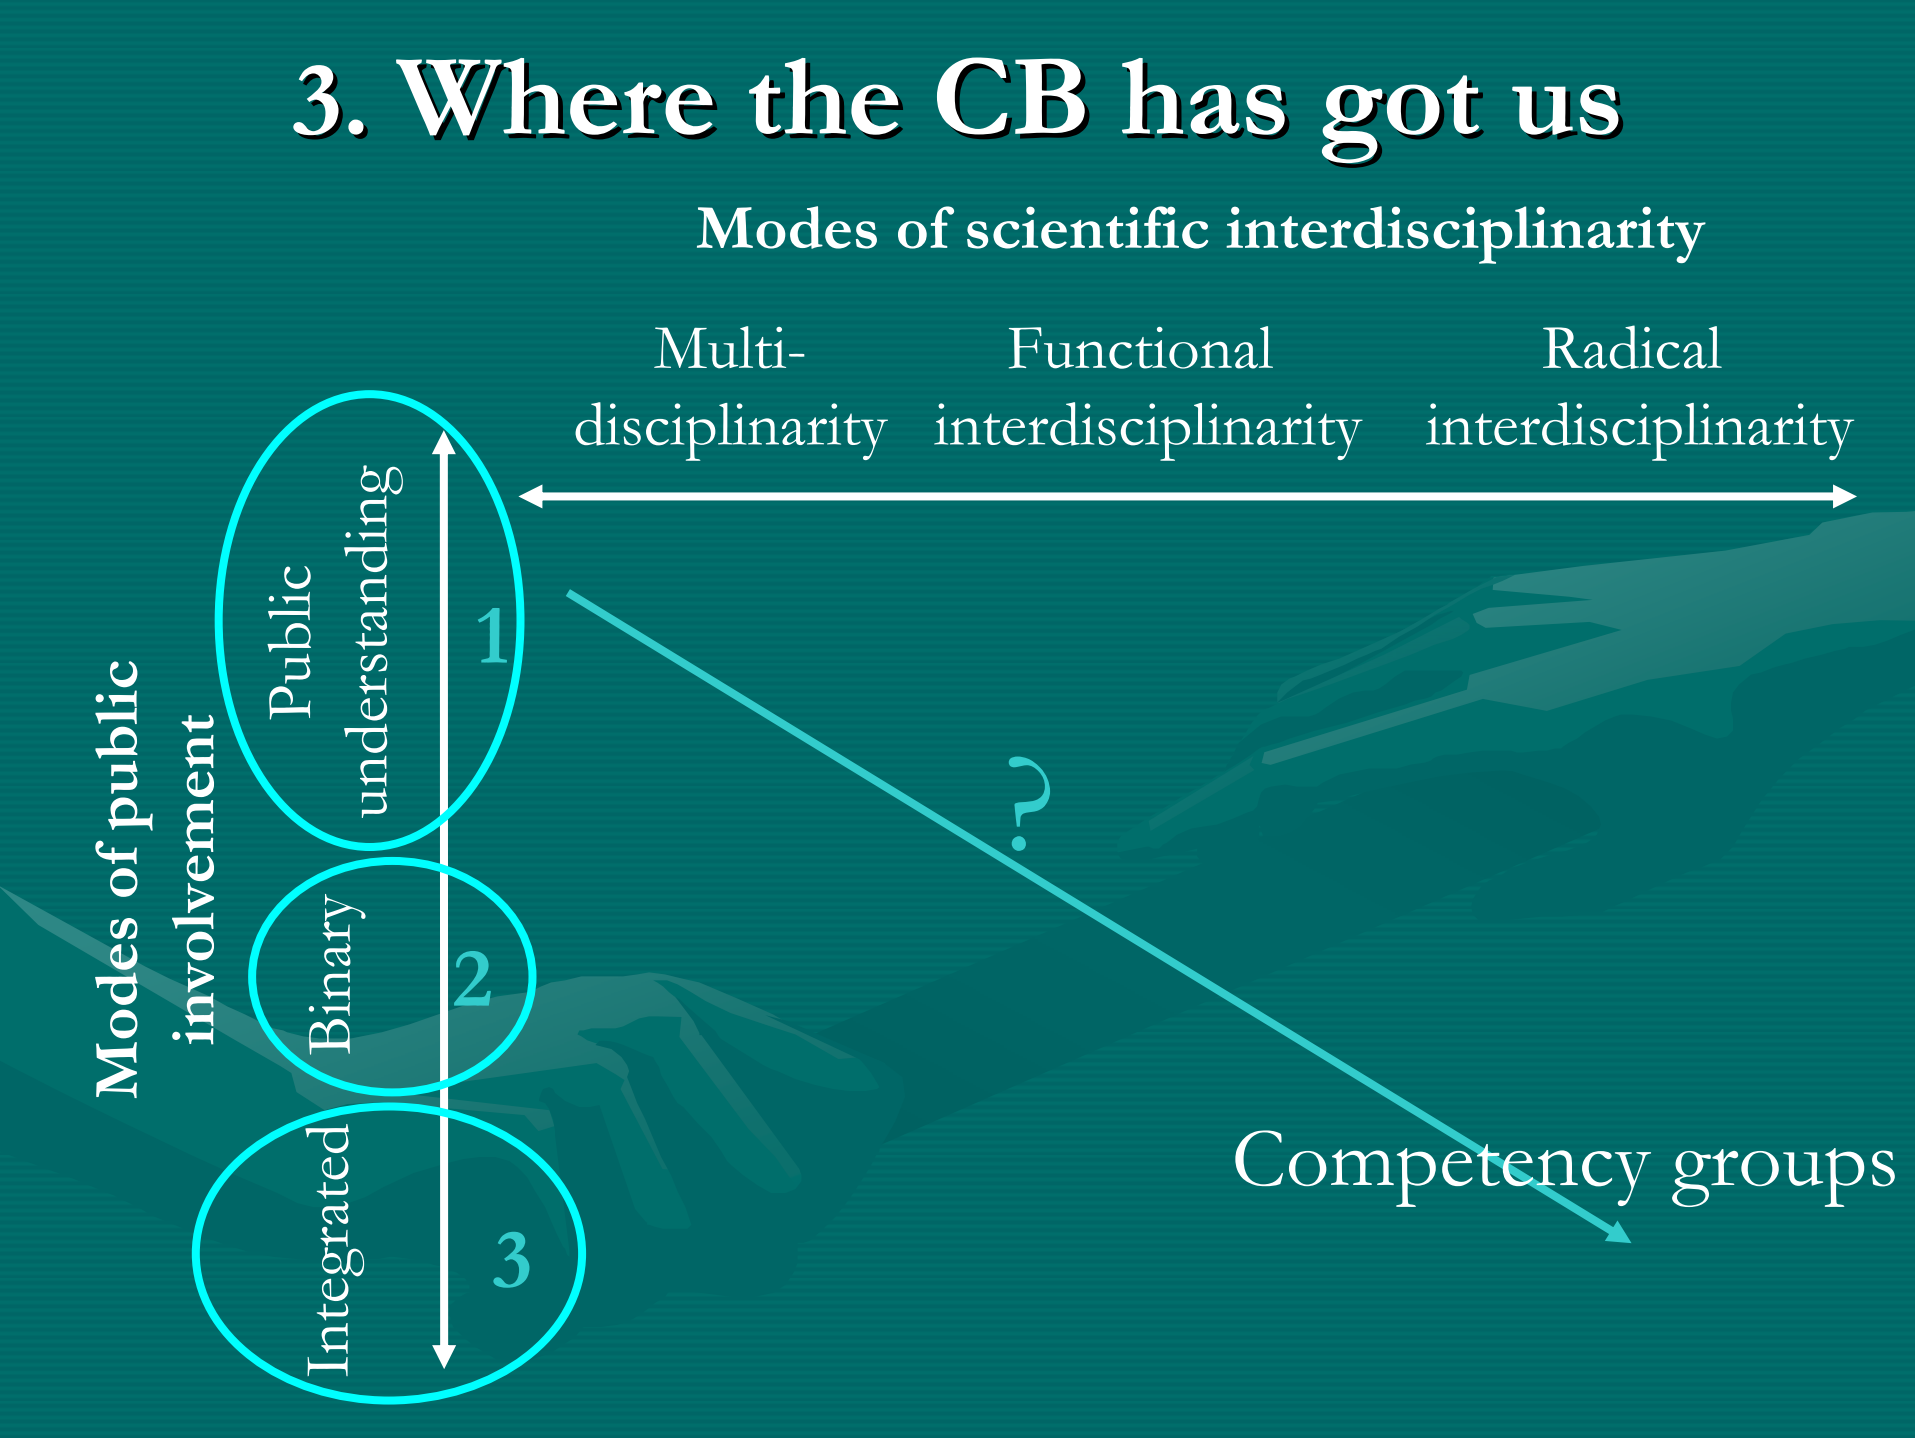 3. Where the CB has got us
Modes of scientific interdisciplinarity
Multi-
disciplinarity
Functional
interdisciplinarity
Radical
interdisciplinarity
Modes of public
involvement
Public
understanding
1
Binary
2
Integrated
3
?
Competency groups